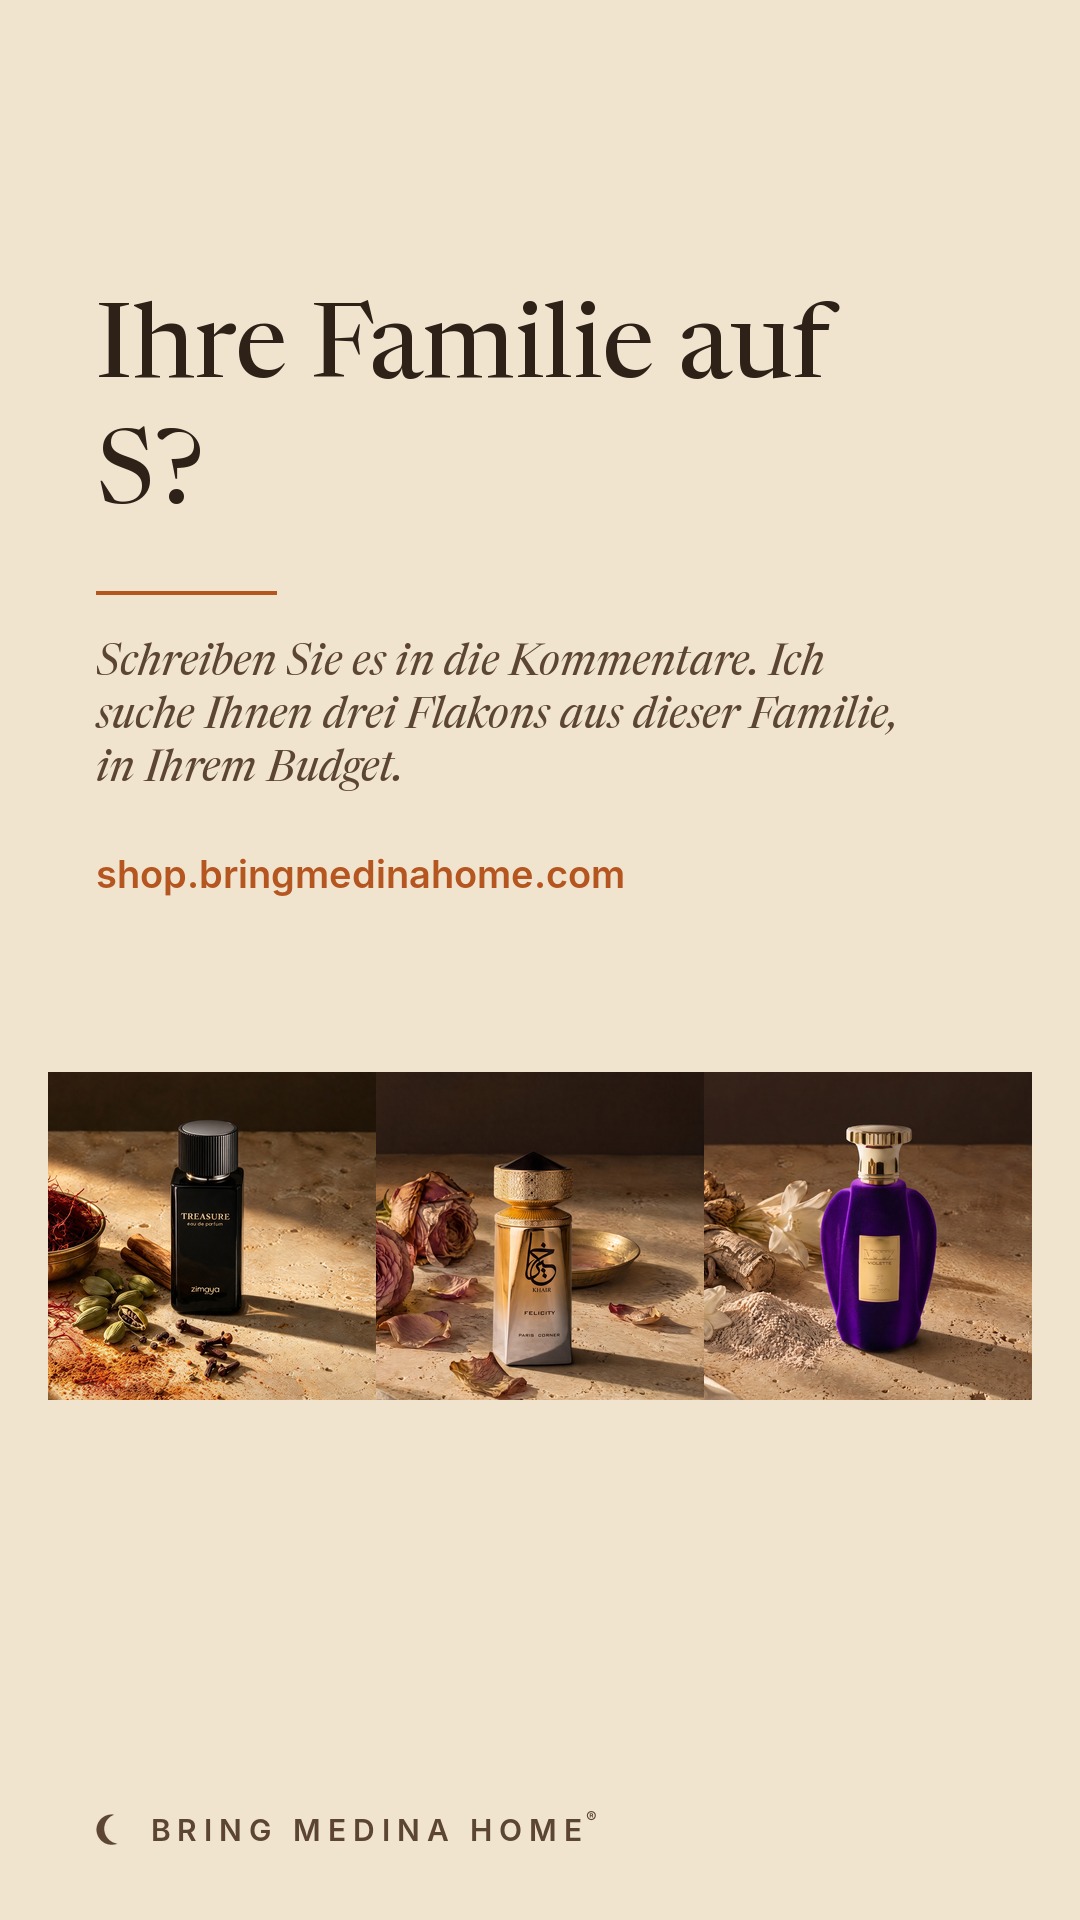 Ihre Familie auf
S?
Schreiben Sie es in die Kommentare. Ich
suche Ihnen drei Flakons aus dieser Familie,
in Ihrem Budget.
shop.bringmedinahome.com
TREASURE
eau de parfum
zimaya
خير
KHAIR
FELICITY
PARIS CORNER
VIOLETTE
BRING MEDINA HOME®